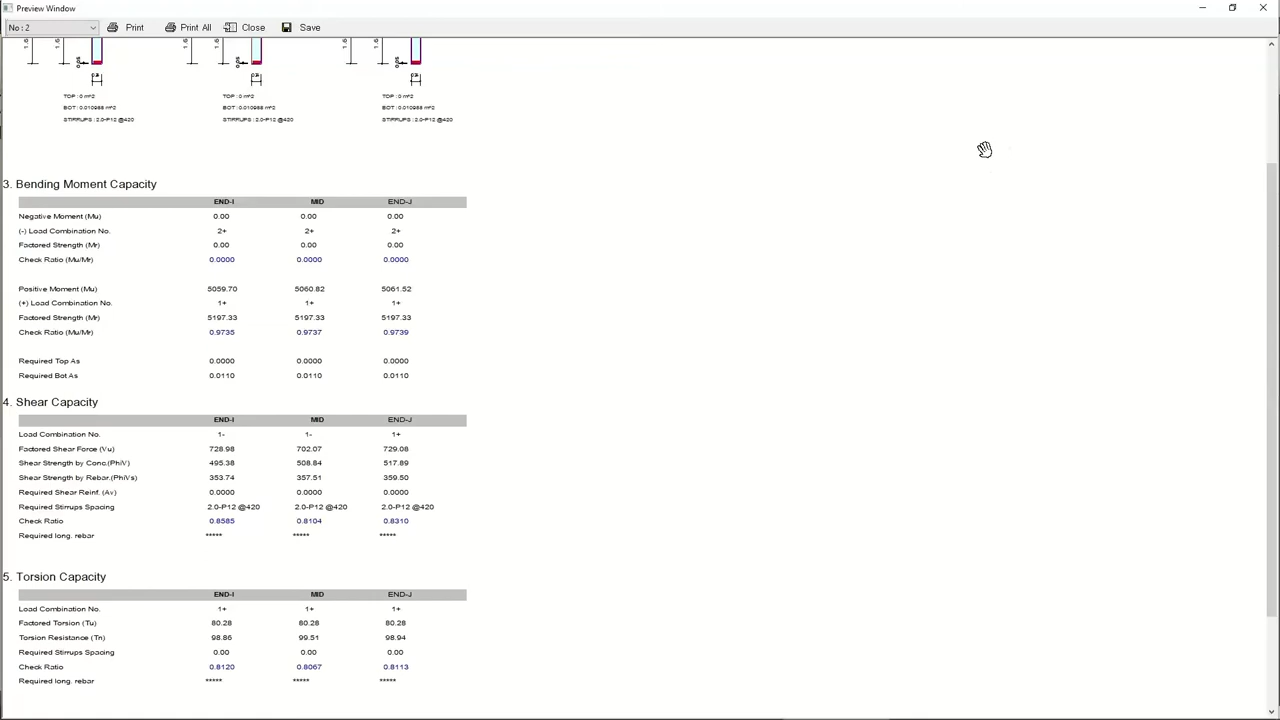 Preview Window
No:2 Print Print All Close Save
TOP : 0 m^2 TOP : 0 m^2 TOP : 0 m^2
BOT : 0.010988 m^2 BOT : 0.010988 m^2 BOT : 0.010988 m^2
STIRRUPS : 2.0-P12 @420 STIRRUPS : 2.0-P12 @420 STIRRUPS : 2.0-P12 @420
3. Bending Moment Capacity
END-I MID END-J
Negative Moment (Mu) 0.00 0.00 0.00
(-) Load Combination No. 2+ 2+ 2+
Factored Strength (Mr) 0.00 0.00 0.00
Check Ratio (Mu/Mr) 0.0000 0.0000 0.0000
Positive Moment (Mu) 5059.70 5060.82 5061.52
(+) Load Combination No. 1+ 1+ 1+
Factored Strength (Mr) 5197.33 5197.33 5197.33
Check Ratio (Mu/Mr) 0.9735 0.9737 0.9739
Required Top As 0.0000 0.0000 0.0000
Required Bot As 0.0110 0.0110 0.0110
4. Shear Capacity
END-I MID END-J
Load Combination No. 1- 1- 1+
Factored Shear Force (Vu) 728.98 702.07 729.08
Shear Strength by Conc.(PhiV) 495.38 508.84 517.89
Shear Strength by Rebar.(PhiVs) 353.74 357.51 359.50
Required Shear Reinf. (Av) 0.0000 0.0000 0.0000
Required Stirrups Spacing 2.0-P12 @420 2.0-P12 @420 2.0-P12 @420
Check Ratio 0.8585 0.8104 0.8310
Required long. rebar ***** ***** *****
5. Torsion Capacity
END-I MID END-J
Load Combination No. 1+ 1+ 1+
Factored Torsion (Tu) 80.28 80.28 80.28
Torsion Resistance (Tn) 98.86 99.51 98.94
Required Stirrups Spacing 0.00 0.00 0.00
Check Ratio 0.8120 0.8067 0.8113
Required long. rebar ***** ***** *****